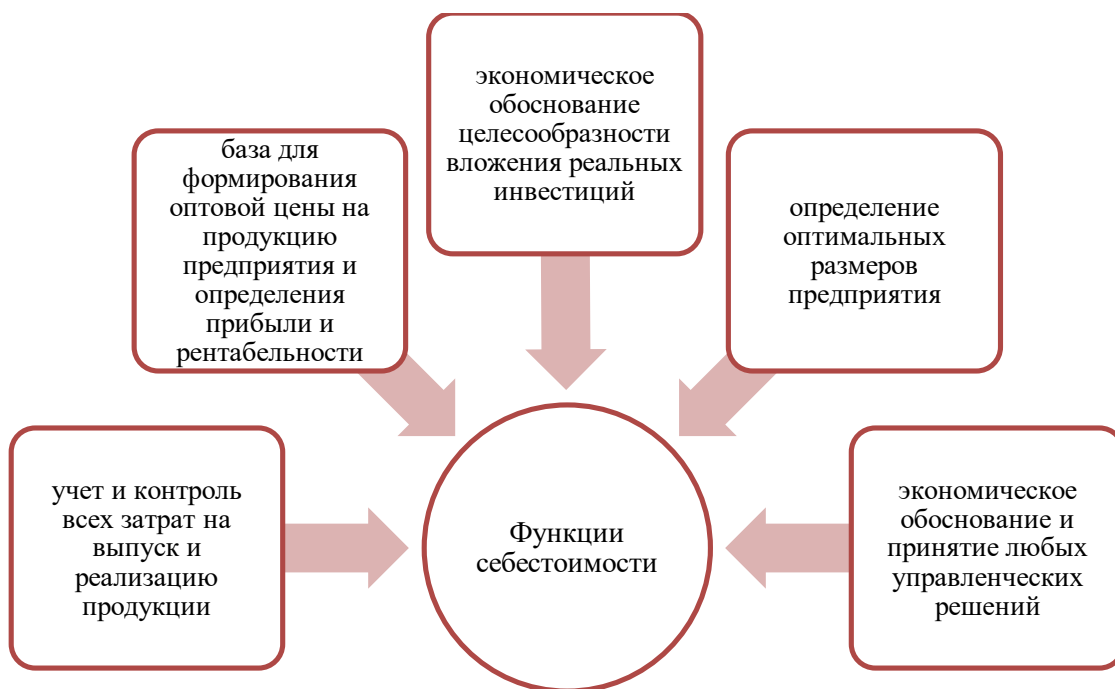 учет и контроль
всех затрат на
выпуск и
реализацию
продукции
база для
формирования
оптовой цены на
продукцию
предприятия и
определения
прибыли и
рентабельности
экономическое
обоснование
целесообразности
вложения реальных
инвестиций
определение
оптимальных
размеров
предприятия
экономическое
обоснование и
принятие любых
управленческих
решений
Функции
себестоимости